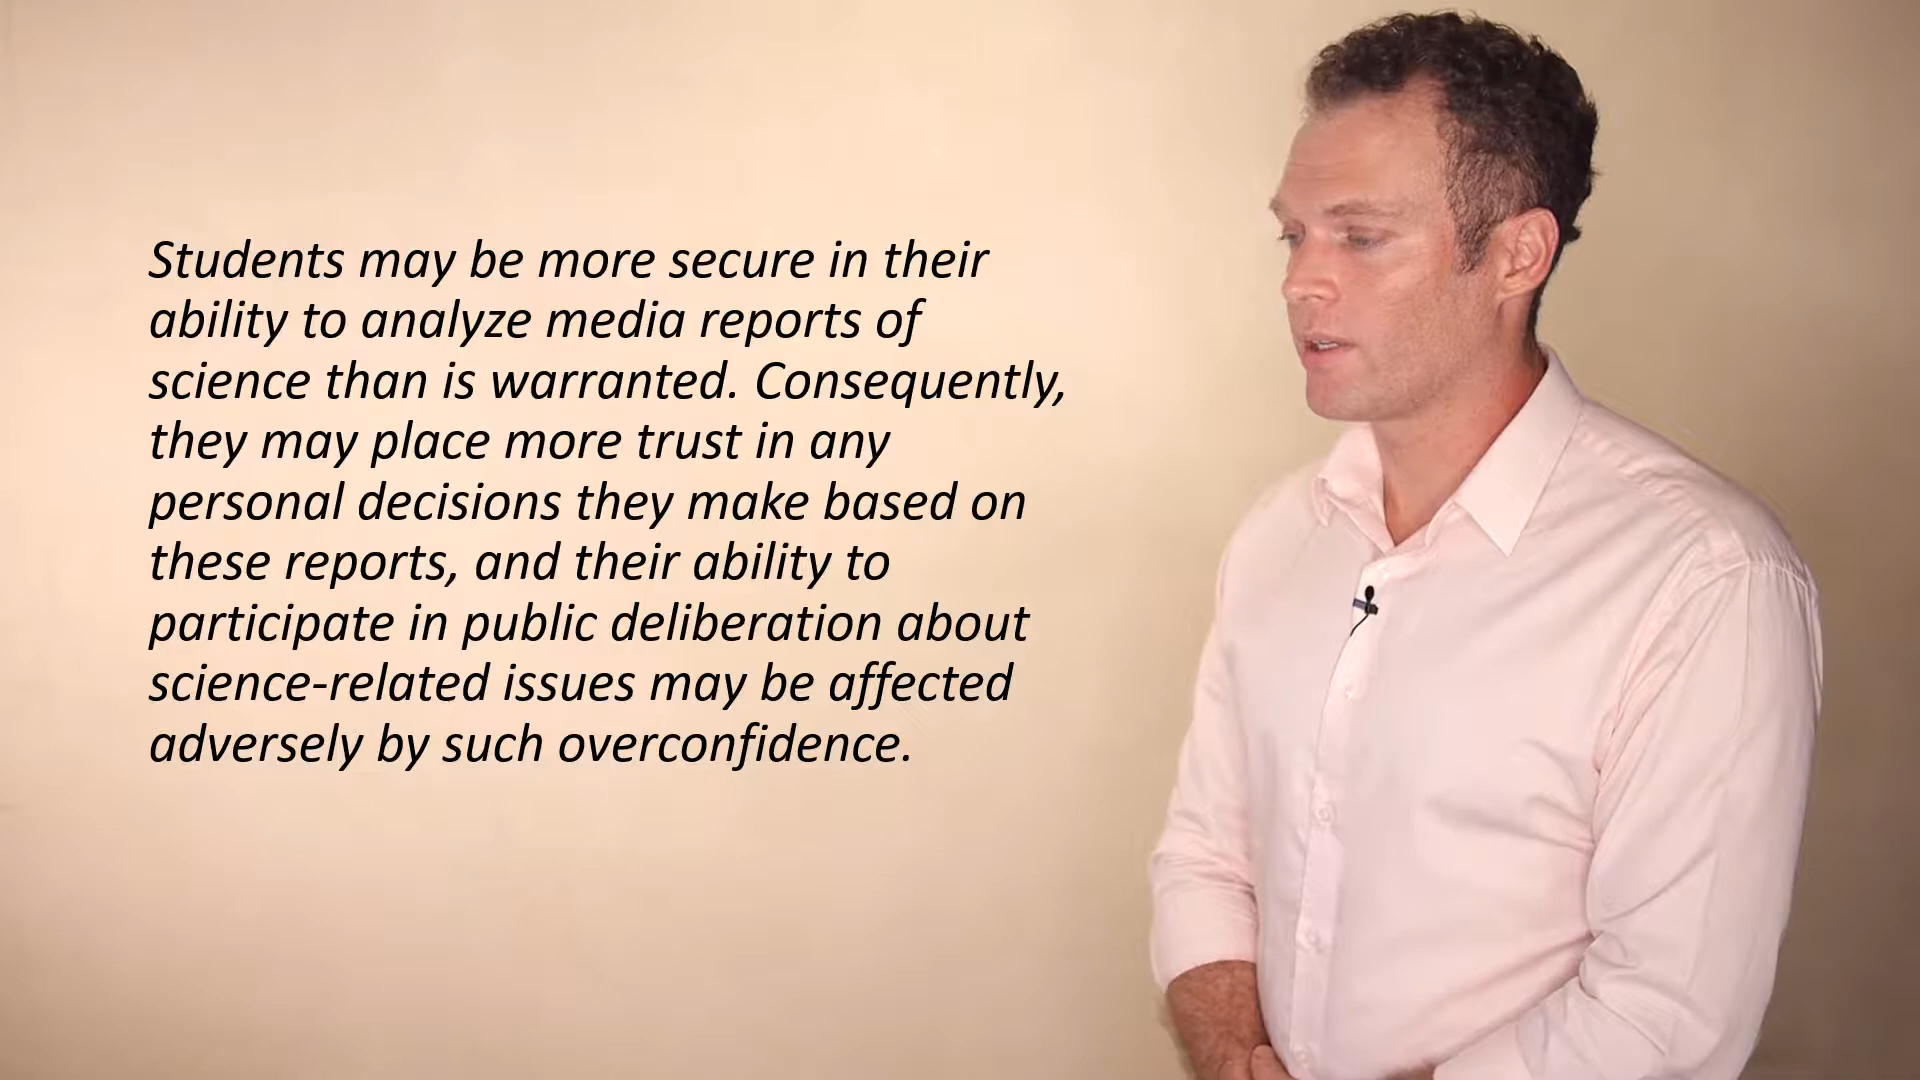 Students may be more secure in their
ability to analyze media reports of
science than is warranted. Consequently,
they may place more trust in any
personal decisions they make based on
these reports, and their ability to
participate in public deliberation about
science-related issues may be affected
adversely by such overconfidence.